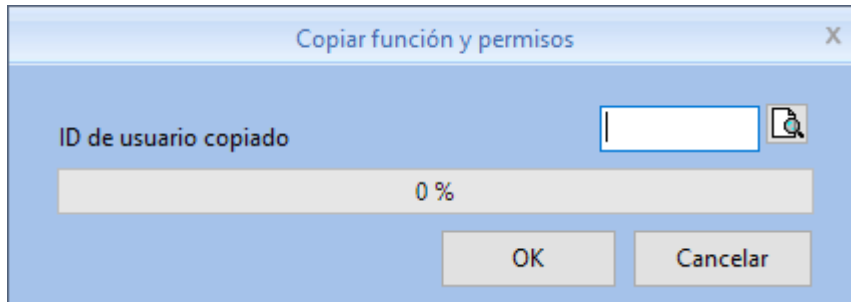 Copiar función y permisos
ID de usuario copiado
0 %
OK
Cancelar